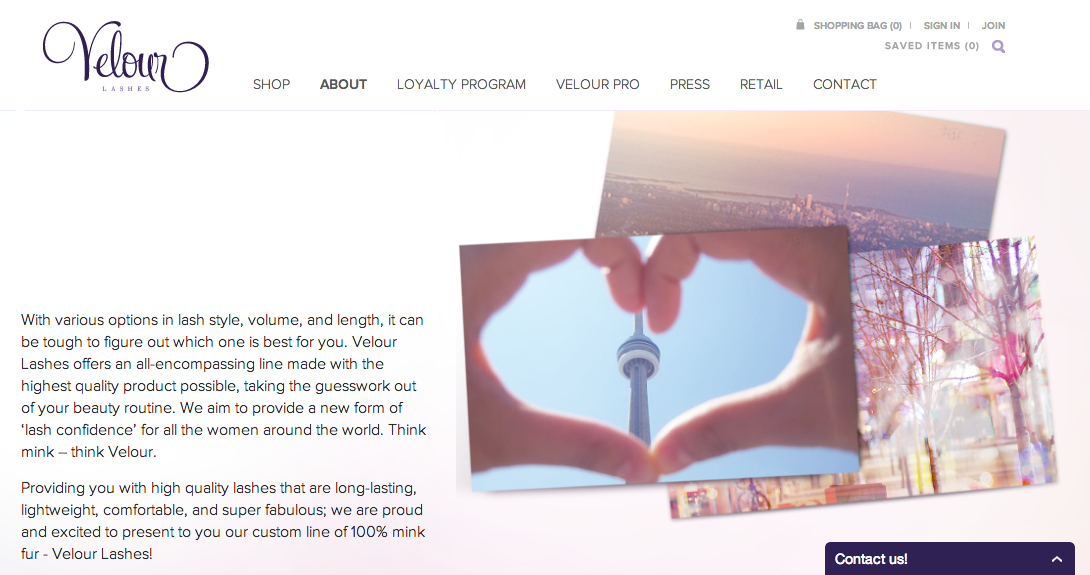 Velour
LASHES
SHOPPING BAG (0) | SIGN IN | JOIN
SAVED ITEMS (0)
SHOP ABOUT LOYALTY PROGRAM VELOUR PRO PRESS RETAIL CONTACT
With various options in lash style, volume, and length, it can
be tough to figure out which one is best for you. Velour
Lashes offers an all-encompassing line made with the
highest quality product possible, taking the guesswork out
of your beauty routine. We aim to provide a new form of
‘lash confidence’ for all the women around the world. Think
mink – think Velour.
Providing you with high quality lashes that are long-lasting,
lightweight, comfortable, and super fabulous; we are proud
and excited to present to you our custom line of 100% mink
fur - Velour Lashes!
Contact us!